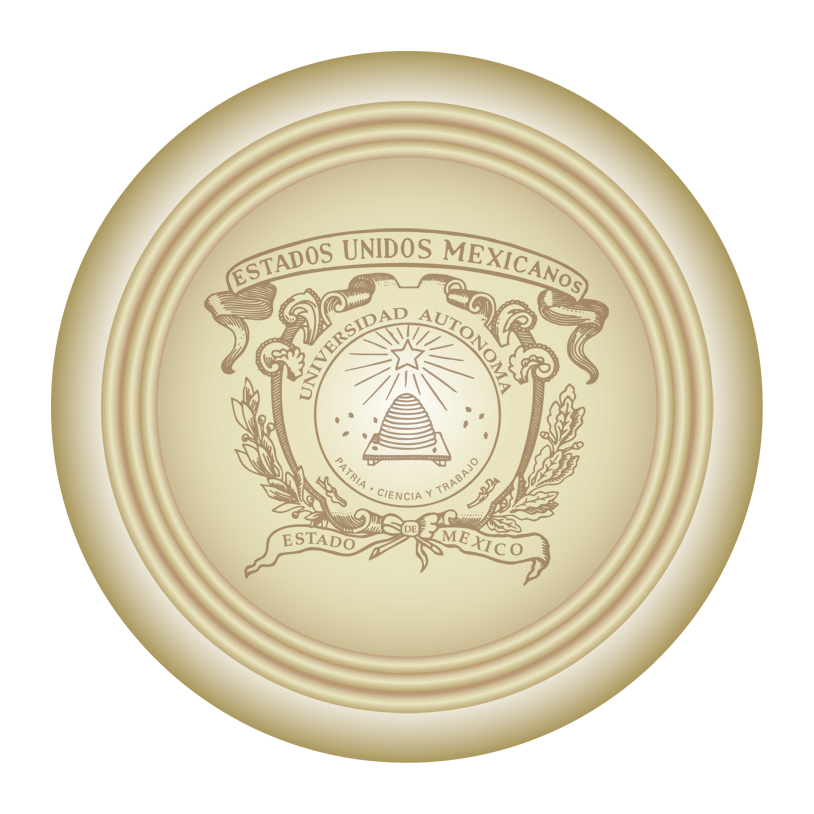 ESTADOS UNIDOS MEXICANOS
UNIVERSIDAD AUTONOMA
PATRIA • CIENCIA Y TRABAJO
DE
ESTADO MEXICO